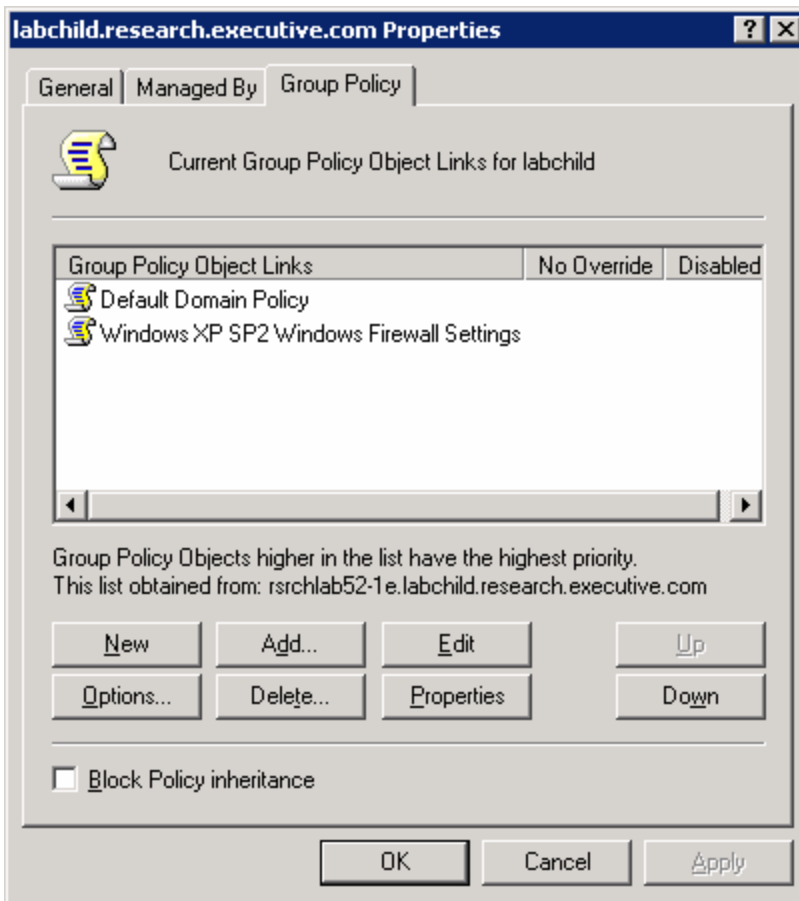 labchild.research.executive.com Properties
General Managed By Group Policy
Current Group Policy Object Links for labchild
Group Policy Object Links No Override Disabled
Default Domain Policy
Windows XP SP2 Windows Firewall Settings
Group Policy Objects higher in the list have the highest priority.
This list obtained from: rsrchlab52-1e.labchild.research.executive.com
New Add... Edit Up
Options... Delete... Properties Down
Block Policy inheritance
OK Cancel Apply